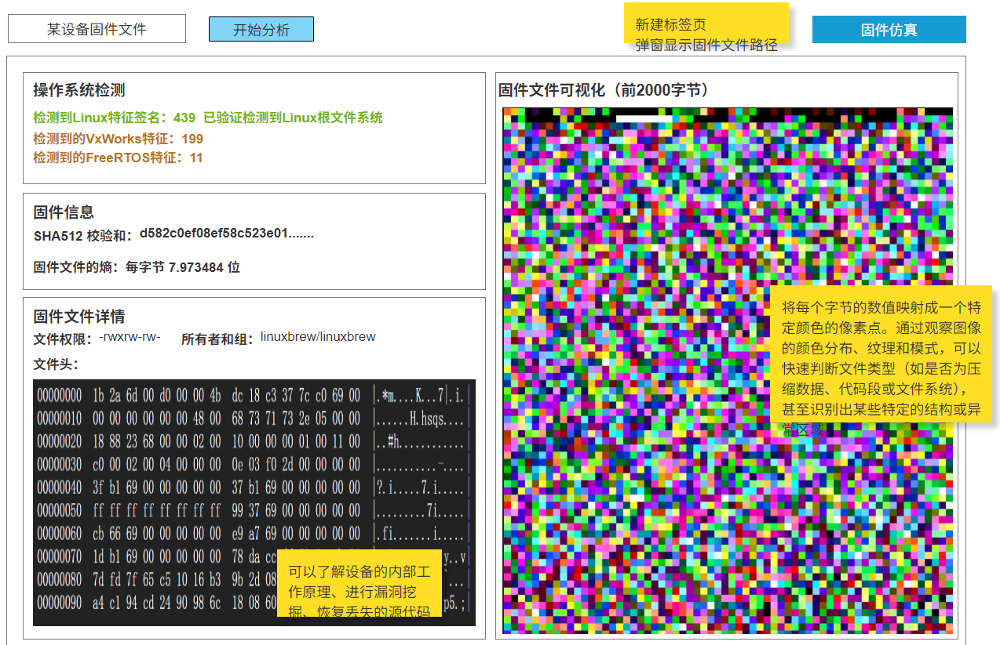 某设备固件文件
开始分析
新建标签页
弹窗显示固件文件路径
固件仿真
操作系统检测
检测到Linux特征签名：439 已验证检测到Linux根文件系统
检测到的VxWorks特征：199
检测到的FreeRTOS特征：11
固件信息
SHA512 校验和：d582c0ef08ef58c523e01.......
固件文件的熵：每字节 7.973484 位
固件文件详情
文件权限：-rwxrw-rw- 所有者和组：linuxbrew/linuxbrew
文件头：
00000000 1b 2a 6d 00 d0 00 00 4b dc 18 c3 37 7c c0 69 00 |.*m....K...7|.i.|
00000010 00 00 00 00 00 00 48 00 68 73 71 73 2e 05 00 00 |......H.hsqs....|
00000020 18 88 23 68 00 00 02 00 10 00 00 00 01 00 11 00 |..#h............|
00000030 c0 00 02 00 04 00 00 00 0e 03 f0 2d 00 00 00 00 |...........-....|
00000040 3f b1 69 00 00 00 00 00 37 b1 69 00 00 00 00 00 |?.i.....7.i.....|
00000050 ff ff ff ff ff ff ff ff 99 37 69 00 00 00 00 00 |.........7i.....|
00000060 cb 66 69 00 00 00 00 00 e9 a7 69 00 00 00 00 00 |.fi.......i.....|
00000070 1d b1 69 00 00 00 00 00 78 da cc y..v
00000080 7d fd 7f 65 c5 10 16 b3 9b 2d 08 ...|
00000090 a4 c1 94 cd 24 90 98 6c 18 08 60 p5.;|
可以了解设备的内部工
作原理、进行漏洞挖
掘、恢复丢失的源代码
固件文件可视化（前2000字节）
将每个字节的数值映射成一个特
定颜色的像素点。通过观察图像
的颜色分布、纹理和模式，可以
快速判断文件类型（如是否为压
缩数据、代码段或文件系统），
甚至识别出某些特定的结构或异
常区域